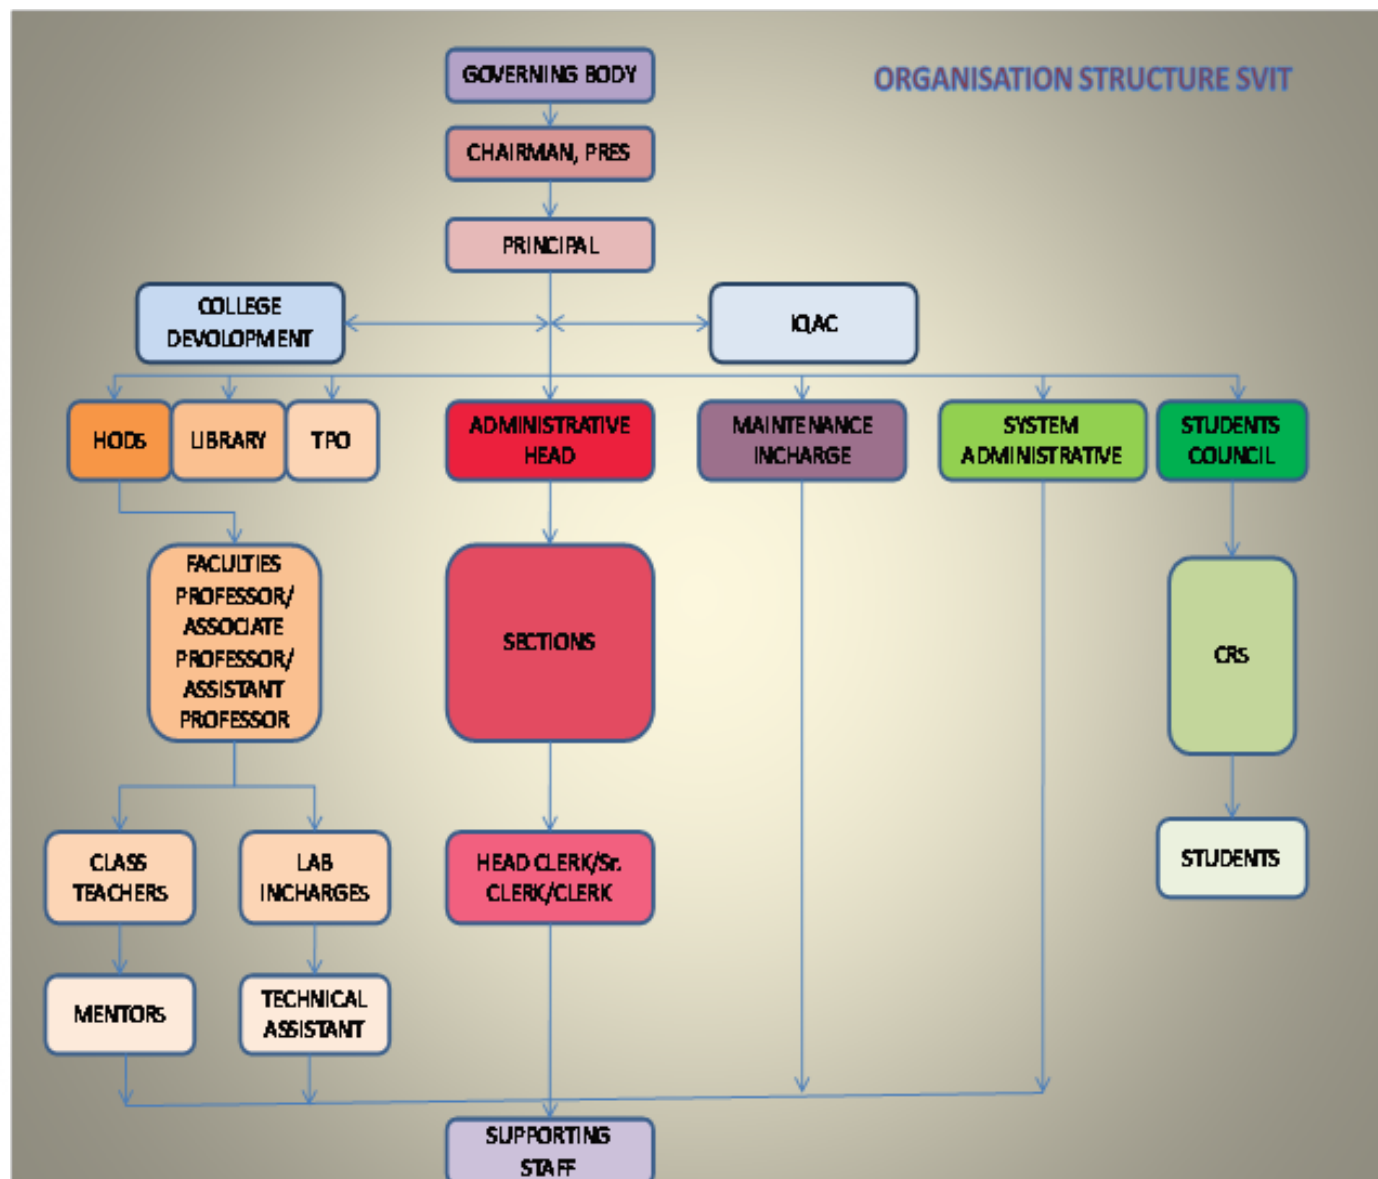 GOVERNING BODY
ORGANISATION STRUCTURE SVIT
CHAIRMAN, PRES
PRINCIPAL
COLLEGE
DEVOLOPMENT
IQAC
HODs
LIBRARY
TPO
ADMINISTRATIVE
HEAD
MAINTENANCE
INCHARGE
SYSTEM
ADMINISTRATIVE
STUDENTS
COUNCIL
FACULTIES
PROFESSOR/
ASSOCIATE
PROFESSOR/
ASSISTANT
PROFESSOR
SECTIONS
CRs
CLASS
TEACHERS
LAB
INCHARGES
HEAD CLERK/Sr.
CLERK/CLERK
STUDENTS
MENTORs
TECHNICAL
ASSISTANT
SUPPORTING
STAFF